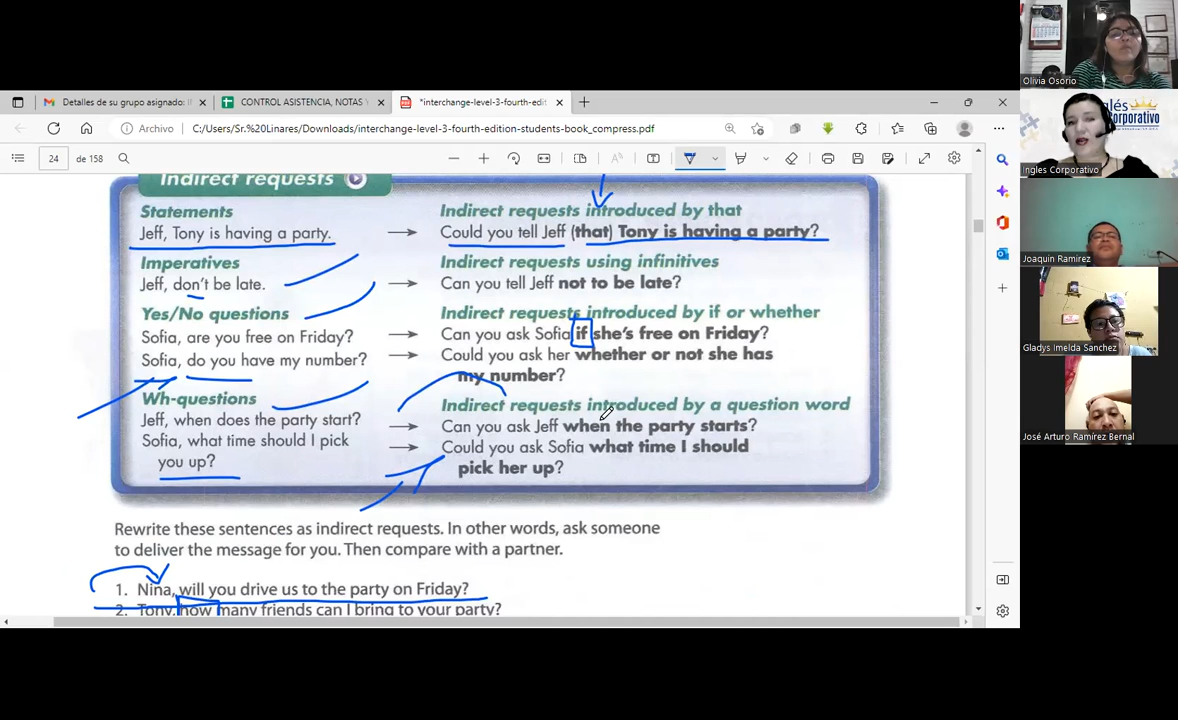 Detalles de su grupo asignado: I
CONTROL ASISTENCIA, NOTAS Y
*interchange-level-3-fourth-edit
Archivo
C:/Users/Sr.%20Linares/Downloads/interchange-level-3-fourth-edition-students-book_compress.pdf
24 de 158
Indirect requests
Statements
Jeff, Tony is having a party.
Imperatives
Jeff, don't be late.
Yes/No questions
Sofia, are you free on Friday?
Sofia, do you have my number?
Wh-questions
Jeff, when does the party start?
Sofia, what time should I pick
you up?
Indirect requests introduced by that
Could you tell Jeff (that) Tony is having a party?
Indirect requests using infinitives
Can you tell Jeff not to be late?
Indirect requests introduced by if or whether
Can you ask Sofia if she's free on Friday?
Could you ask her whether or not she has
my number?
Indirect requests introduced by a question word
Can you ask Jeff when the party starts?
Could you ask Sofia what time I should
pick her up?
Rewrite these sentences as indirect requests. In other words, ask someone
to deliver the message for you. Then compare with a partner.
1. Nina, will you drive us to the party on Friday?
2. Tony, how many friends can I bring to your party?
Olivia Osorio
glés
Corporativo
Ingles Corporativo
Joaquin Ramirez
Gladys Imelda Sanchez
José Arturo Ramírez Bernal